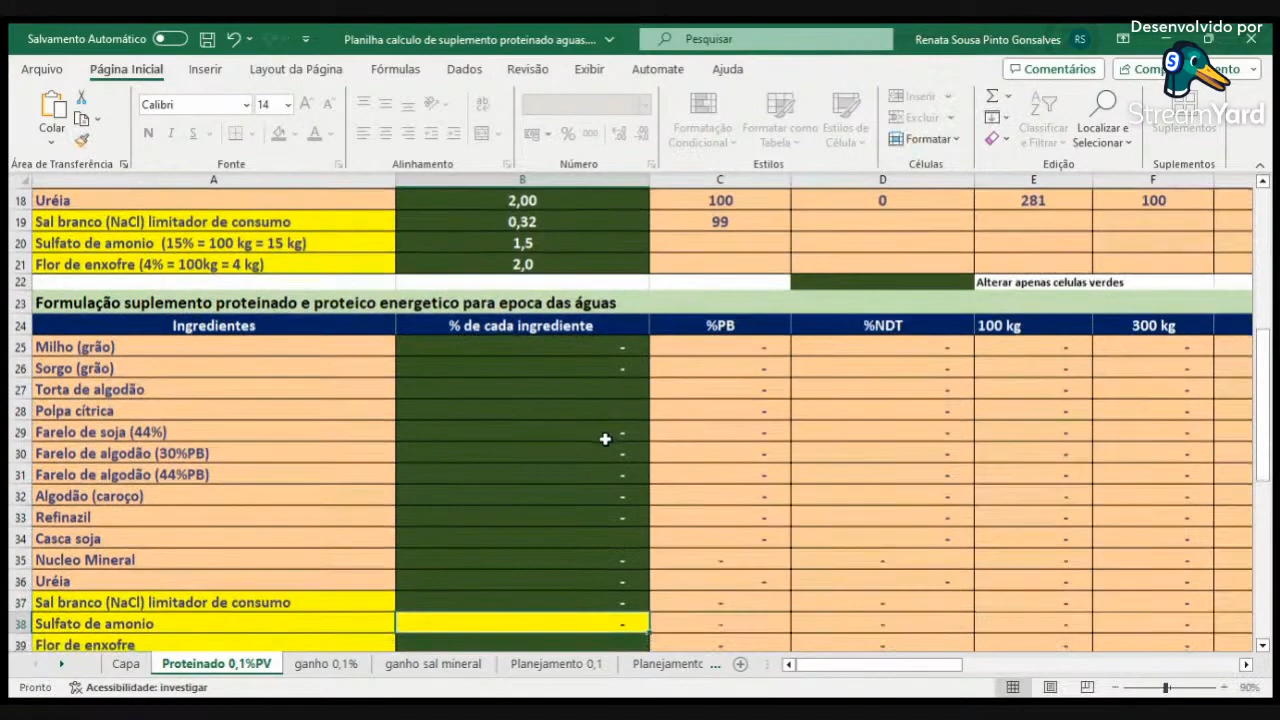 Desenvolvido por
StreamYard
Salvamento Automático
Planilha calculo de suplemento proteinado aguas....
Pesquisar
Renata Sousa Pinto Gonsalves
RS
Arquivo
Página Inicial
Inserir
Layout da Página
Fórmulas
Dados
Revisão
Exibir
Automate
Ajuda
Comentários
Colar
Calibri
14
Inserir
Excluir
Formatar
Formatação Condicional
Formatar como Tabela
Estilos de Célula
Classificar e Filtrar
Localizar e Selecionar
Suplementos
Área de Transferência
Fonte
Alinhamento
Número
Estilos
Células
Edição
Suplementos
A B C D E F
18 Uréia 2,00 100 0 281 100
19 Sal branco (NaCl) limitador de consumo 0,32 99
20 Sulfato de amonio (15% = 100 kg = 15 kg) 1,5
21 Flor de enxofre (4% = 100kg = 4 kg) 2,0
22 Alterar apenas celulas verdes
23 Formulação suplemento proteinado e proteico energetico para epoca das águas
24 Ingredientes % de cada ingrediente %PB %NDT 100 kg 300 kg
25 Milho (grão) - - - - -
26 Sorgo (grão) - - - - -
27 Torta de algodão - - - -
28 Polpa cítrica - - - -
29 Farelo de soja (44%) - - - - -
30 Farelo de algodão (30%PB) - - - - -
31 Farelo de algodão (44%PB) - - - - -
32 Algodão (caroço) - - - - -
33 Refinazil - - - - -
34 Casca soja - - - -
35 Nucleo Mineral - - - - -
36 Uréia - - - - -
37 Sal branco (NaCl) limitador de consumo - - - - -
38 Sulfato de amonio - - - - -
39 Flor de enxofre
Capa
Proteinado 0,1%PV
ganho 0,1%
ganho sal mineral
Planejamento 0,1
Planejamento ...
Pronto
Acessibilidade: investigar
90%